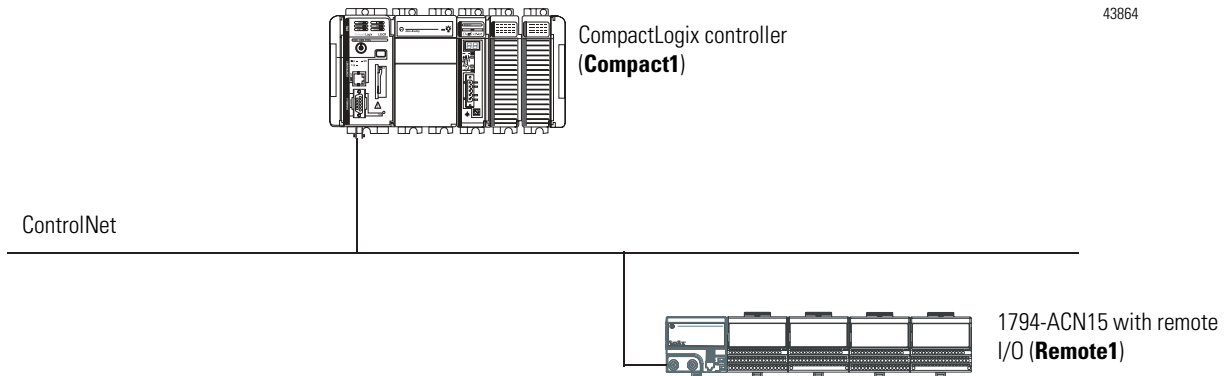 43864
CompactLogix controller
(Compact1)
ControlNet
1794-ACN15 with remote
I/O (Remote1)